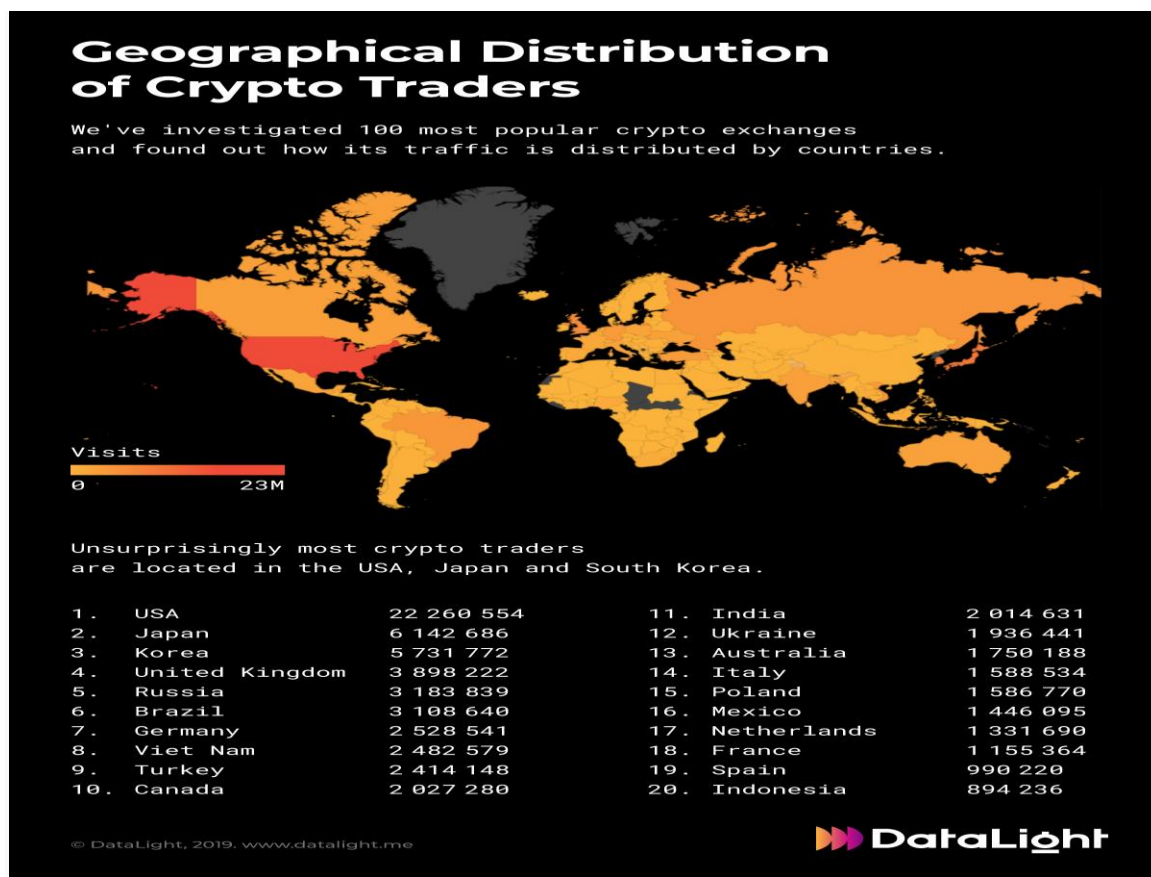 Geographical Distribution
of Crypto Traders
We've investigated 100 most popular crypto exchanges
and found out how its traffic is distributed by countries.
Visits
0 23M
Unsurprisingly most crypto traders
are located in the USA, Japan and South Korea.
1. USA 22 260 554
2. Japan 6 142 686
3. Korea 5 731 772
4. United Kingdom 3 898 222
5. Russia 3 183 839
6. Brazil 3 108 640
7. Germany 2 528 541
8. Viet Nam 2 482 579
9. Turkey 2 414 148
10. Canada 2 027 280
11. India 2 014 631
12. Ukraine 1 936 441
13. Australia 1 750 188
14. Italy 1 588 534
15. Poland 1 586 770
16. Mexico 1 446 095
17. Netherlands 1 331 690
18. France 1 155 364
19. Spain 990 220
20. Indonesia 894 236
© DataLight, 2019. www.datalight.me
DataLight